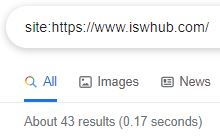 site:https://www.iswhub.com/
All Images News
About 43 results (0.17 seconds)